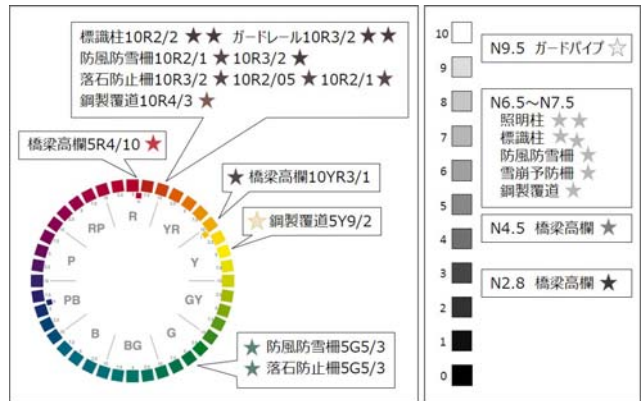 標識柱10R2/2 ★★ ガードレール10R3/2 ★★
防風防雪柵10R2/1 ★ 10R3/2 ★
落石防止柵10R3/2 ★ 10R2/05 ★ 10R2/1 ★
鋼製覆道10R4/3 ★
橋梁高欄5R4/10 ★
★ 橋梁高欄10YR3/1
☆ 鋼製覆道5Y9/2
R
YR
Y
GY
G
BG
B
PB
P
RP
★ 防風防雪柵5G5/3
★ 落石防止柵5G5/3
10
9
8
7
6
5
4
3
2
1
0
N9.5 ガードパイプ ☆
N6.5~N7.5
照明柱 ★★
標識柱 ★★
防風防雪柵 ★
雪崩予防柵 ★
鋼製覆道 ★
N4.5 橋梁高欄 ★
N2.8 橋梁高欄 ★